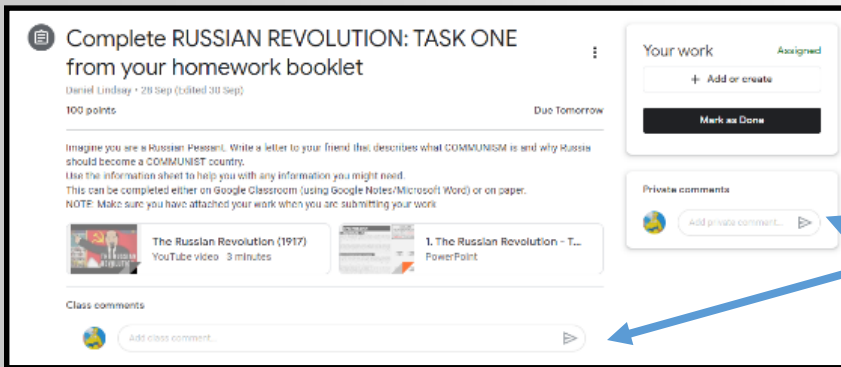 Complete RUSSIAN REVOLUTION: TASK ONE
from your homework booklet
Daniel Lindsay • 28 Sep (Edited 30 Sep)
100 points
Due Tomorrow
Imagine you are a Russian Peasant. Write a letter to your friend that describes what COMMUNISM is and why Russia
should become a COMMUNIST country.
Use the information sheet to help you with any information you might need.
This can be completed either on Google Classroom (using Google Notes/Microsoft Word) or on paper.
NOTE: Make sure you have attached your work when you are submitting your work
The Russian Revolution (1917)
YouTube video 3 minutes
1. The Russian Revolution - T...
PowerPoint
Class comments
Add class comment...
Your work
Assigned
+ Add or create
Mark as Done
Private comments
Add private comment...